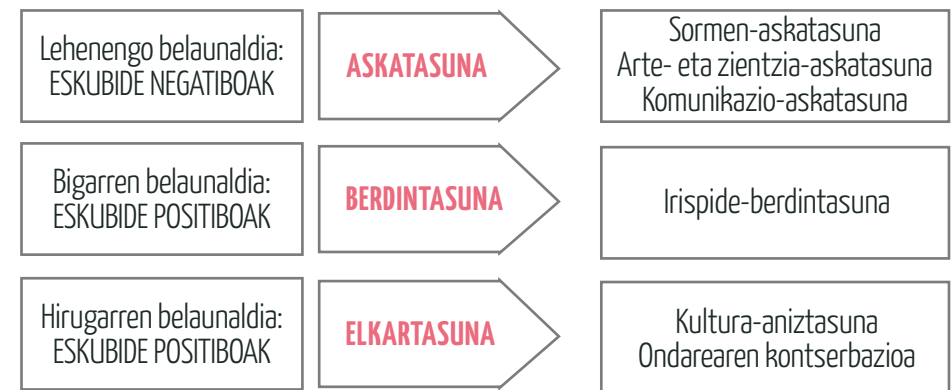 Lehenengo belaunaldia:
ESKUBIDE NEGATIBOAK
ASKATASUNA
Sormen-askatasuna
Arte- eta zientzia-askatasuna
Komunikazio-askatasuna
Bigarren belaunaldia:
ESKUBIDE POSITIBOAK
BERDINTASUNA
Irispide-berdintasuna
Hirugarren belaunaldia:
ESKUBIDE POSITIBOAK
ELKARTASUNA
Kultura-aniztasuna
Ondarearen kontserbazioa